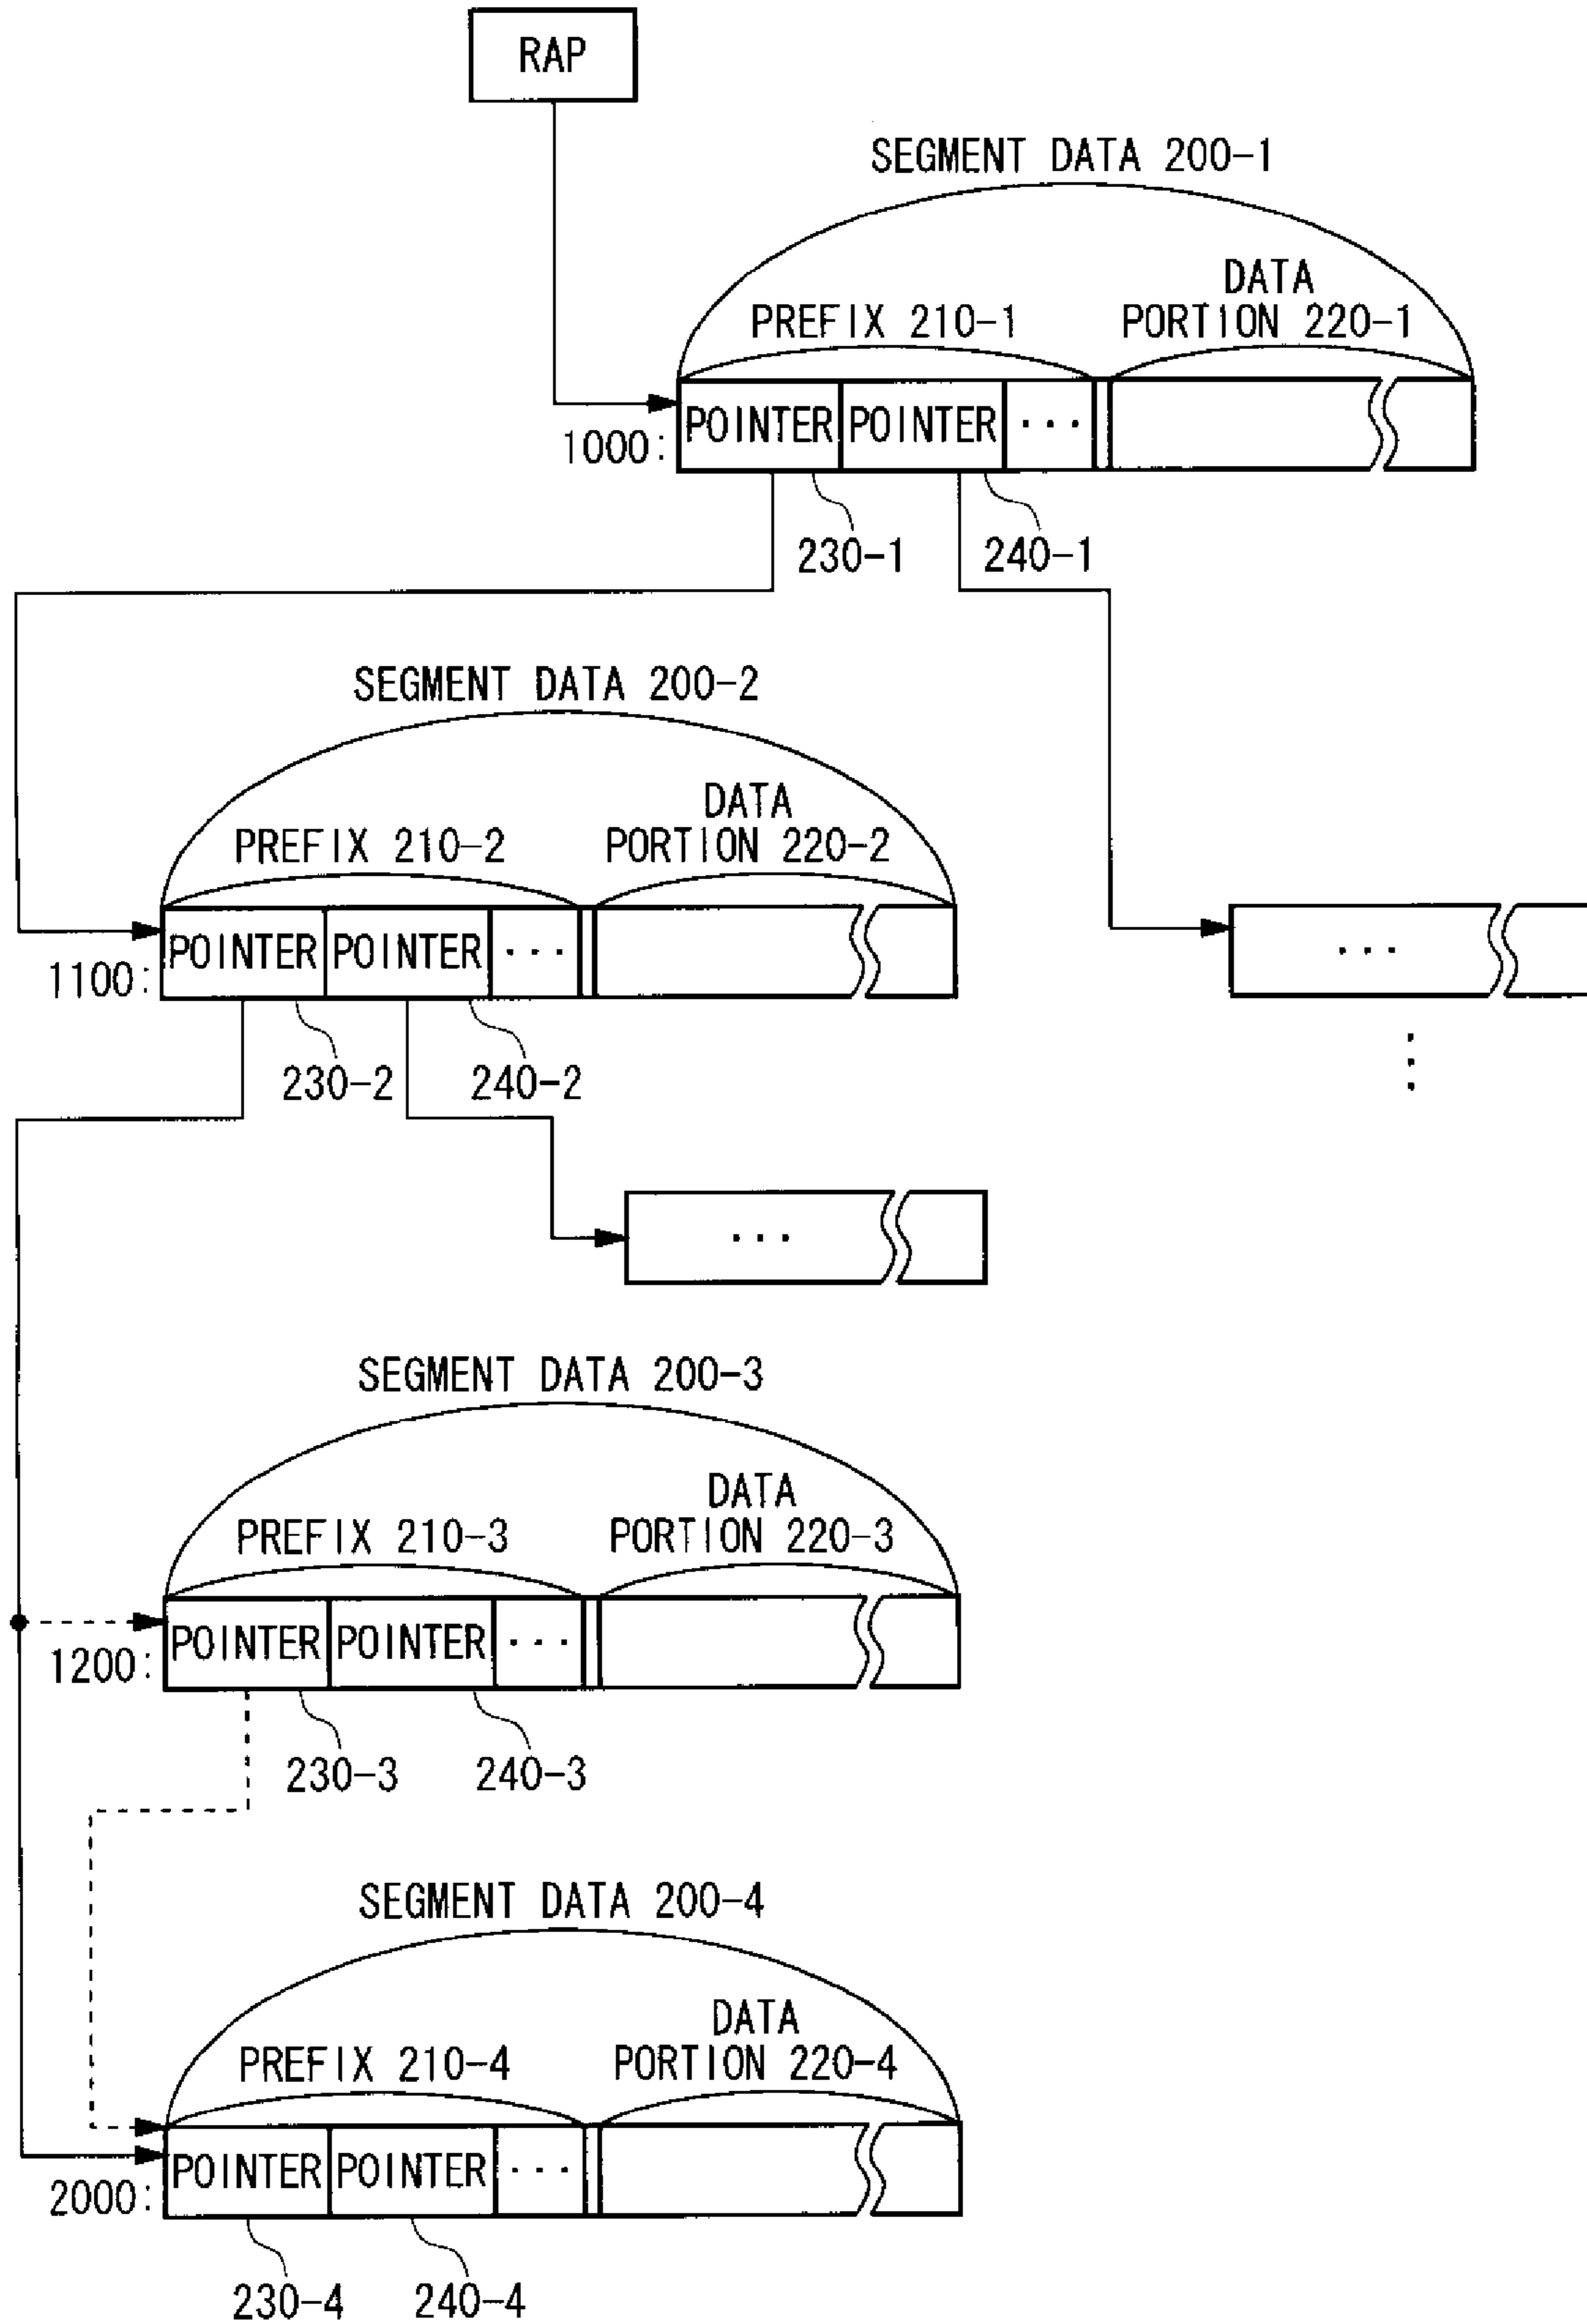 RAP
SEGMENT DATA 200-1
DATA
PREFIX 210-1 PORTION 220-1
1000: POINTER POINTER ...
230-1 240-1
SEGMENT DATA 200-2
DATA
PREFIX 210-2 PORTION 220-2
1100: POINTER POINTER ... ...
230-2 240-2
...
SEGMENT DATA 200-3
DATA
PREFIX 210-3 PORTION 220-3
1200: POINTER POINTER ...
230-3 240-3
SEGMENT DATA 200-4
DATA
PREFIX 210-4 PORTION 220-4
2000: POINTER POINTER ...
230-4 240-4